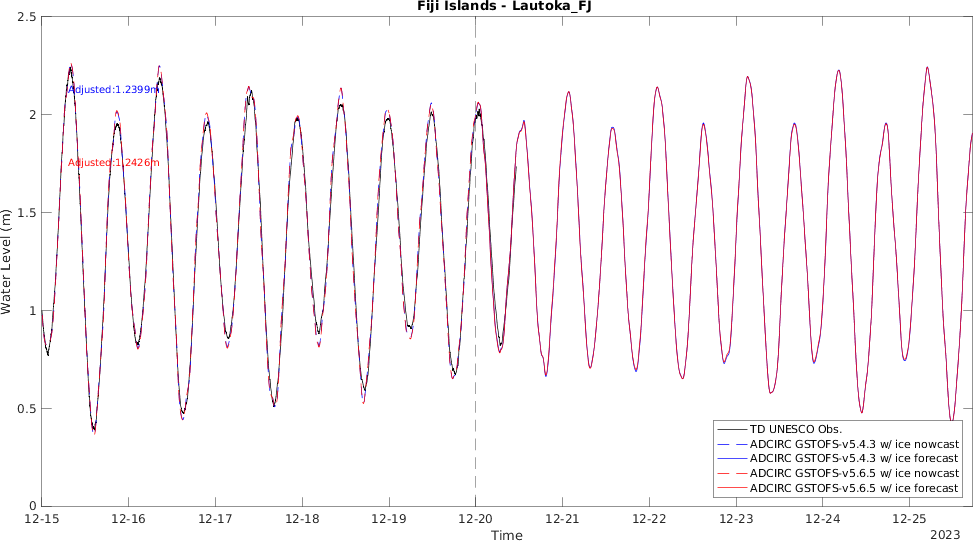 Fiji Islands - Lautoka_FJ
2.5
Adjusted:1.2399m
2
Adjusted:1.2426m
1.5
Water Level (m)
1
0.5
TD UNESCO Obs.
ADCIRC GSTOFS-v5.4.3 w/ ice nowcast
ADCIRC GSTOFS-v5.4.3 w/ ice forecast
ADCIRC GSTOFS-v5.6.5 w/ ice nowcast
ADCIRC GSTOFS-v5.6.5 w/ ice forecast
0
12-15 12-16 12-17 12-18 12-19 12-20 12-21 12-22 12-23 12-24 12-25
Time 2023